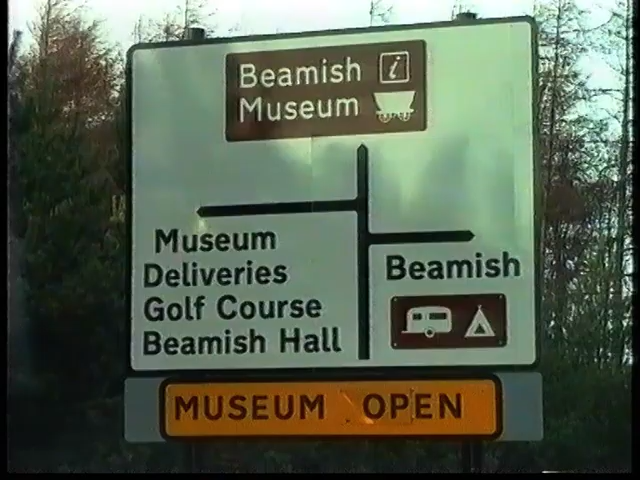 Beamish i
Museum
Museum
Deliveries
Golf Course
Beamish Hall
Beamish
MUSEUM OPEN